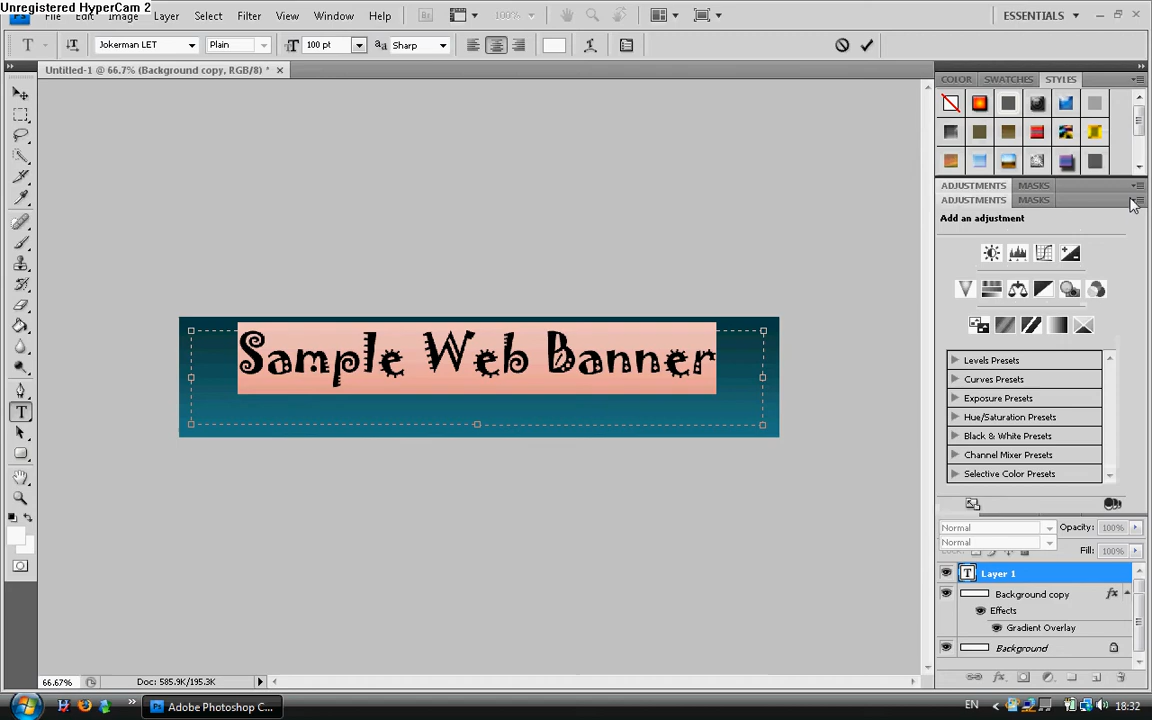 Unregistered HyperCam 2
Edit Image Layer Select Filter View Window Help
100%
ESSENTIALS
Jokerman LET Plain 100 pt Sharp
Untitled-1 @ 66.7% (Background copy, RGB/8) *
COLOR SWATCHES STYLES
ADJUSTMENTS MASKS
ADJUSTMENTS MASKS
Add an adjustment
Sample Web Banner
Levels Presets
Curves Presets
Exposure Presets
Hue/Saturation Presets
Black & White Presets
Channel Mixer Presets
Selective Color Presets
Normal Opacity: 100%
Normal
Fill: 100%
Layer 1
Background copy fx
Effects
Gradient Overlay
Background
66.67% Doc: 585.9K/195.3K
Adobe Photoshop C... EN 18:32